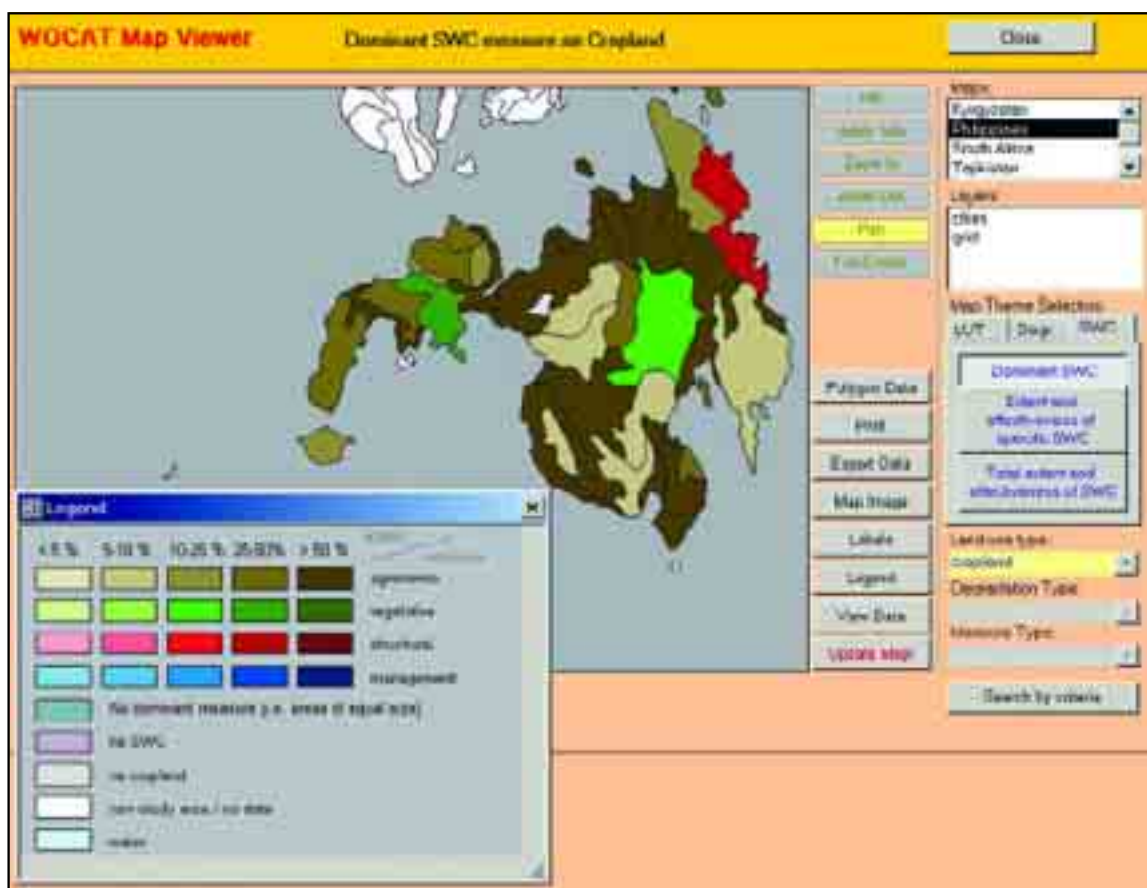 WOCAT Map Viewer
Dominant SWC measure on Cropland
Close
Maps:
Kyrgyzstan
Philippines
South Africa
Tajikistan
Layers
cities
grid
Pan
Map Theme Selectors
LUT
Degr
SWC
Dominant SWC
Extent and
effectiveness of
specific SWC
Total extent and
effectiveness of SWC
Polygon Data
Print
Export Data
Map Image
Labels
Legend
View Data
Update Map!
Land use type:
cropland
Degradation Type:
Measure Type:
Search by criteria
Legend
< 5 %
5-10 %
10-25 %
25-50%
> 50 %
agronomic
vegetative
structural
management
No dominant measure (i.e. areas of equal size)
no SWC
no cropland
non-study area / no data
water